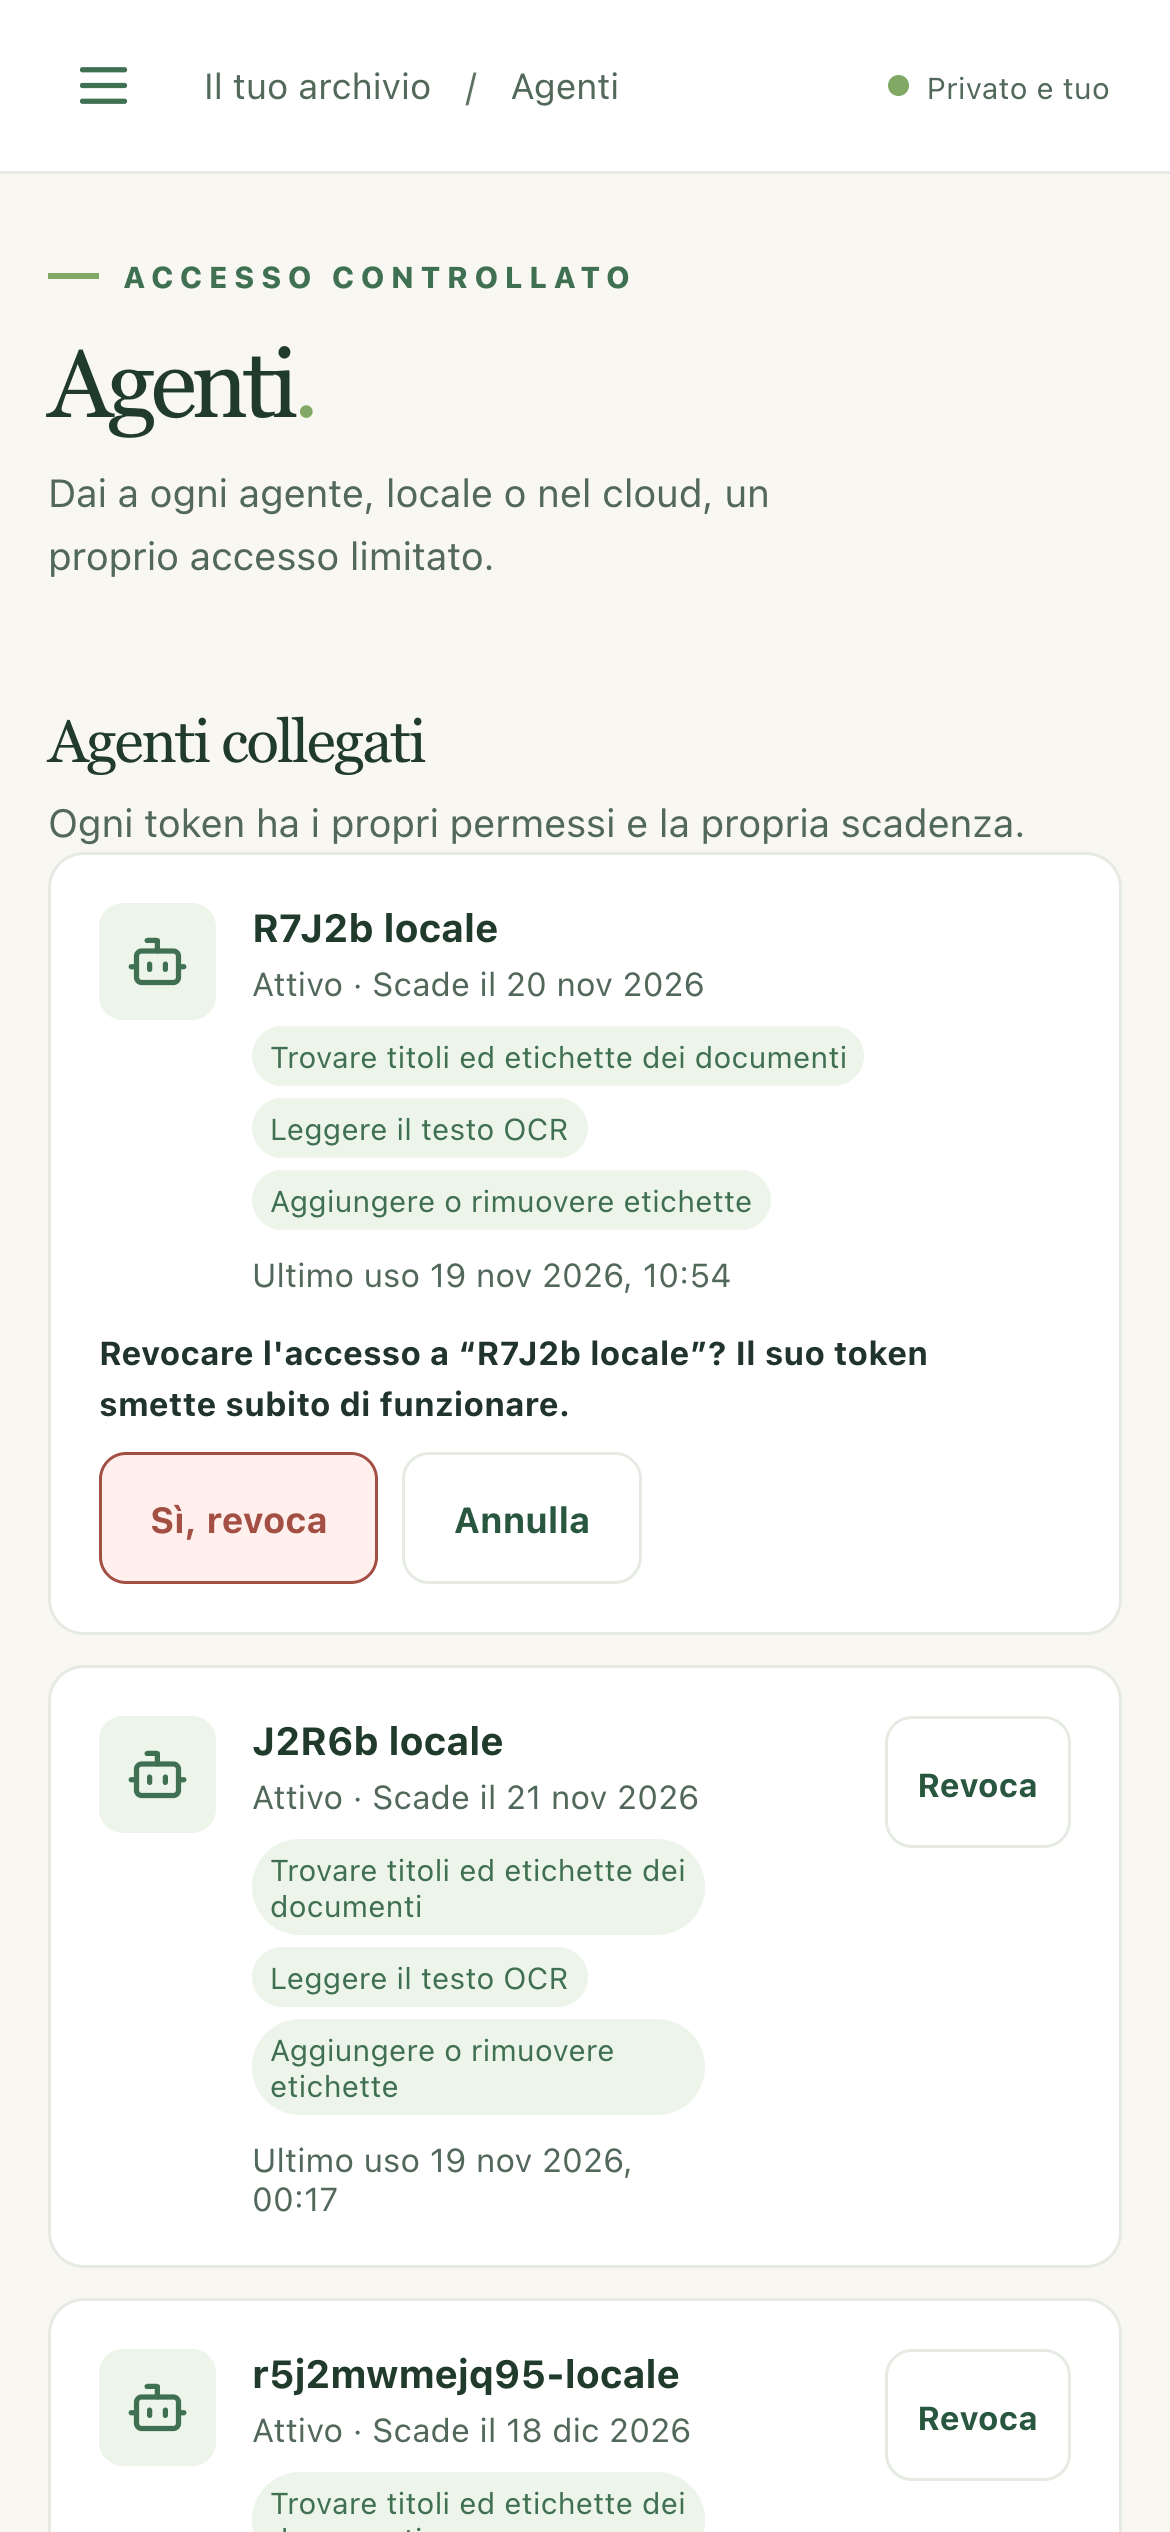 Il tuo archivio / Agenti
Privato e tuo
ACCESSO CONTROLLATO
Agenti.
Dai a ogni agente, locale o nel cloud, un
proprio accesso limitato.
Agenti collegati
Ogni token ha i propri permessi e la propria scadenza.
R7J2b locale
Attivo · Scade il 20 nov 2026
Trovare titoli ed etichette dei documenti
Leggere il testo OCR
Aggiungere o rimuovere etichette
Ultimo uso 19 nov 2026, 10:54
Revocare l'accesso a “R7J2b locale”? Il suo token
smette subito di funzionare.
Sì, revoca
Annulla
J2R6b locale
Attivo · Scade il 21 nov 2026
Revoca
Trovare titoli ed etichette dei
documenti
Leggere il testo OCR
Aggiungere o rimuovere
etichette
Ultimo uso 19 nov 2026,
00:17
r5j2mwmejq95-locale
Attivo · Scade il 18 dic 2026
Revoca
Trovare titoli ed etichette dei